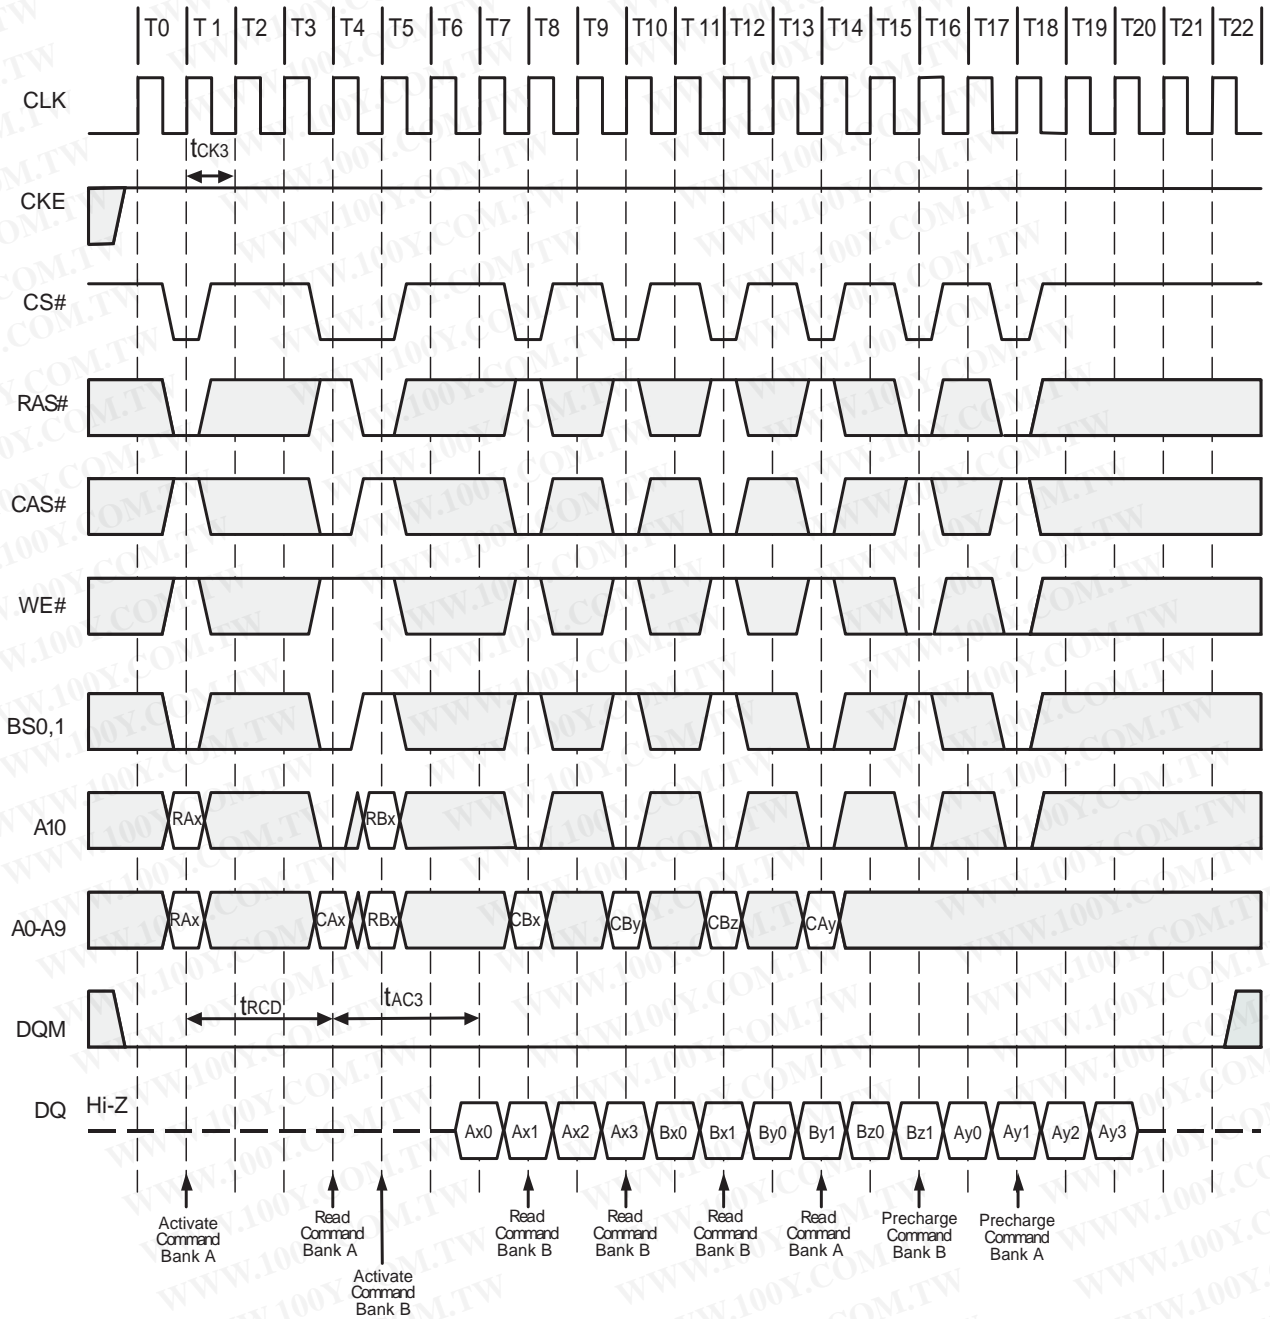 T0 T 1 T2 T3 T4 T5 T6 T7 T8 T9 T10 T 11 T12 T13 T14 T15 T16 T17 T18 T19 T20 T21 T22
CLK
tCK3
CKE
CS#
RAS#
CAS#
WE#
BS0,1
A10
RAx RBx
A0-A9
RAx CAx RBx CBx CBy CBz CAy
tRCD tAC3
DQM
DQ Hi-Z
Ax0 Ax1 Ax2 Ax3 Bx0 Bx1 By0 By1 Bz0 Bz1 Ay0 Ay1 Ay2 Ay3
Activate
Command
Bank A
Read
Command
Bank A
Activate
Command
Bank B
Read
Command
Bank B
Read
Command
Bank B
Read
Command
Bank B
Read
Command
Bank A
Precharge
Command
Bank B
Precharge
Command
Bank A
WWW.100Y.COM.TW